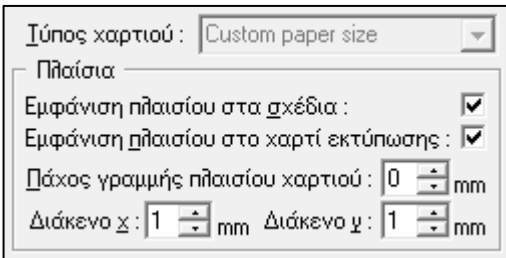 Τύπος χαρτιού : Custom paper size
Πλαίσια
Εμφάνιση πλαισίου στα σχέδια :
Εμφάνιση πλαισίου στο χαρτί εκτύπωσης :
Πάχος γραμμής πλαισίου χαρτιού : 0 mm
Διάκενο x : 1 mm Διάκενο y : 1 mm